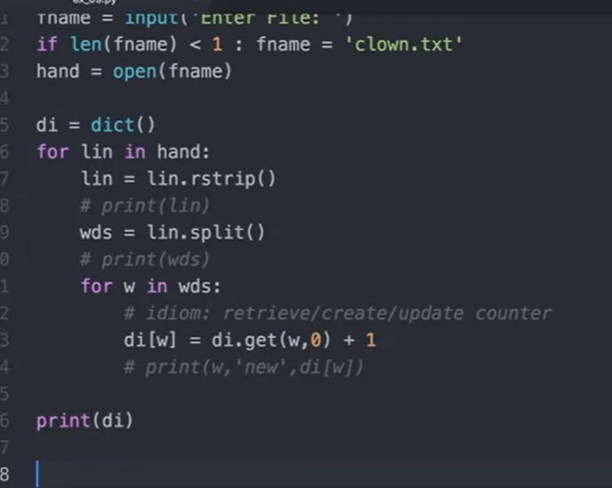 ex_09.py
1 fname = input('Enter File: ')
2 if len(fname) < 1 : fname = 'clown.txt'
3 hand = open(fname)
4
5 di = dict()
6 for lin in hand:
7 lin = lin.rstrip()
8 # print(lin)
9 wds = lin.split()
0 # print(wds)
1 for w in wds:
2 # idiom: retrieve/create/update counter
3 di[w] = di.get(w,0) + 1
4 # print(w,'new',di[w])
5
6 print(di)
7
8